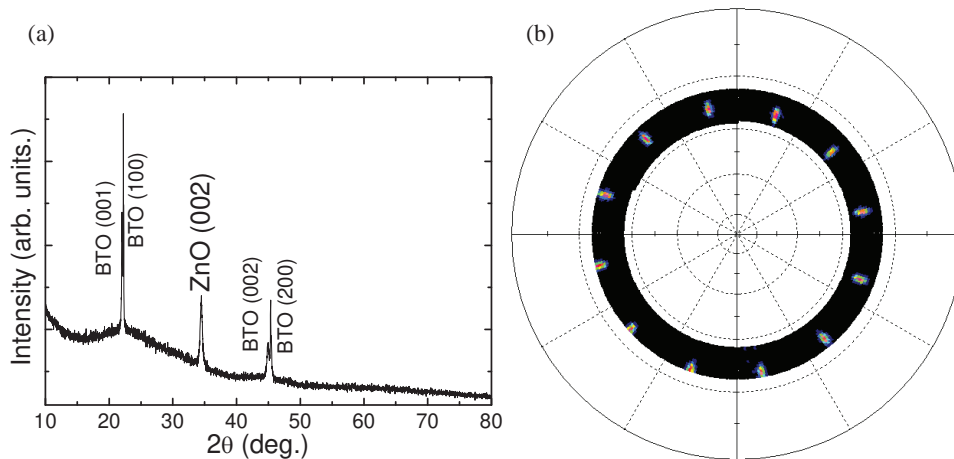 (a)
(b)
Intensity (arb. units.)
BTO (001)
BTO (100)
ZnO (002)
BTO (002)
BTO (200)
10 20 30 40 50 60 70 80
2θ (deg.)